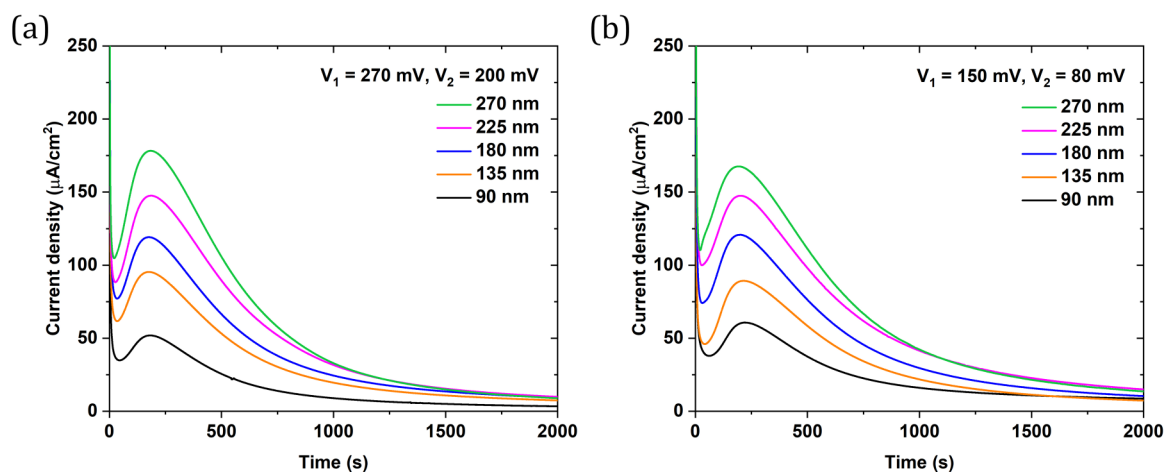 (a)
250
200
150
100
50
0
Current density (µA/cm²)
V₁ = 270 mV, V₂ = 200 mV
270 nm
225 nm
180 nm
135 nm
90 nm
0
500
1000
1500
2000
Time (s)
(b)
250
200
150
100
50
0
Current density (µA/cm²)
V₁ = 150 mV, V₂ = 80 mV
270 nm
225 nm
180 nm
135 nm
90 nm
0
500
1000
1500
2000
Time (s)